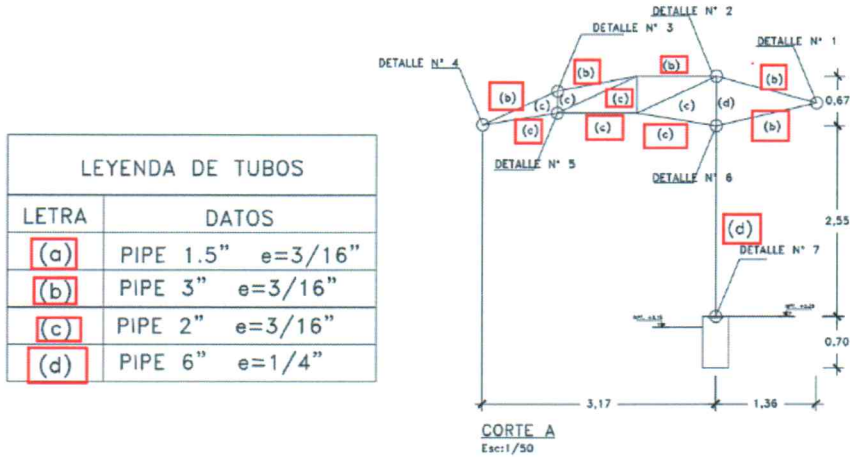 LEYENDA DE TUBOS
LETRA DATOS
(a) PIPE 1.5" e=3/16"
(b) PIPE 3" e=3/16"
(c) PIPE 2" e=3/16"
(d) PIPE 6" e=1/4"
DETALLE N° 2
DETALLE N° 3
DETALLE N° 1
DETALLE N° 4
(b) (b) (b)
(b) (c) (c) (c) (c) (d) 0,67
(c) (c) (c) (b)
DETALLE N° 5
DETALLE N° 6
2,55
(d)
DETALLE N° 7
0,70
3,17 1,36
CORTE A
Esc:1/50